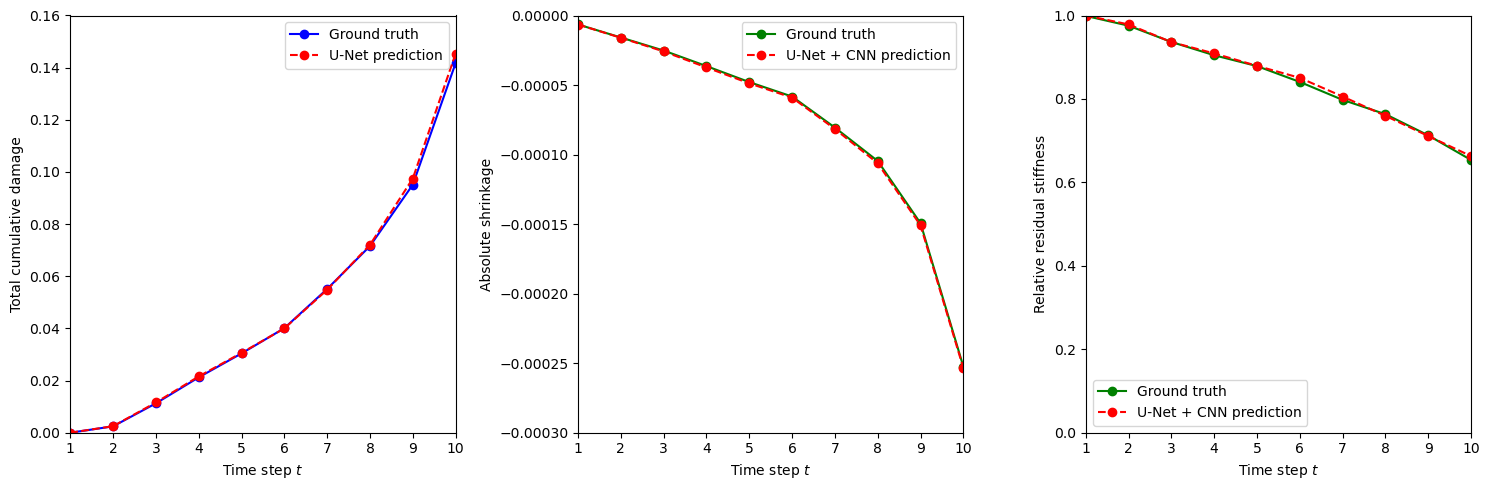 0.16
0.14
0.12
0.10
0.08
0.06
0.04
0.02
0.00
Total cumulative damage
Ground truth
U-Net prediction
1 2 3 4 5 6 7 8 9 10
Time step t
0.00000
−0.00005
−0.00010
−0.00015
−0.00020
−0.00025
−0.00030
Absolute shrinkage
Ground truth
U-Net + CNN prediction
1 2 3 4 5 6 7 8 9 10
Time step t
1.0
0.8
0.6
0.4
0.2
0.0
Relative residual stiffness
Ground truth
U-Net + CNN prediction
1 2 3 4 5 6 7 8 9 10
Time step t